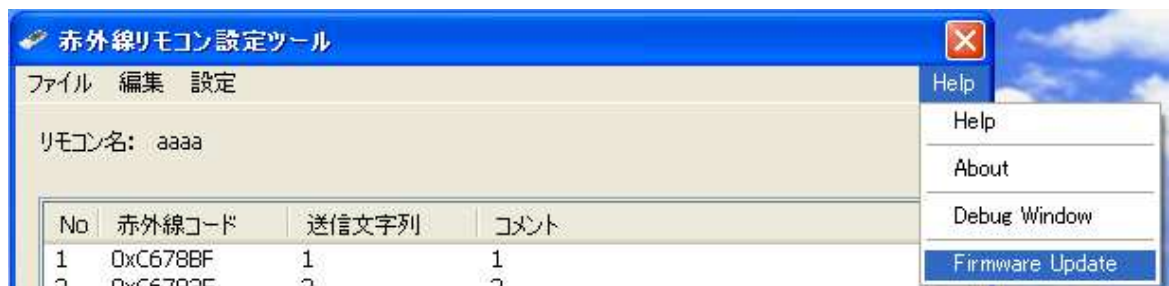 赤外線リモコン設定ツール
ファイル 編集 設定 Help
Help
リモコン名: aaaa
About
No 赤外線コード 送信文字列 コメント
Debug Window
1 0xC678BF 1 1
Firmware Update